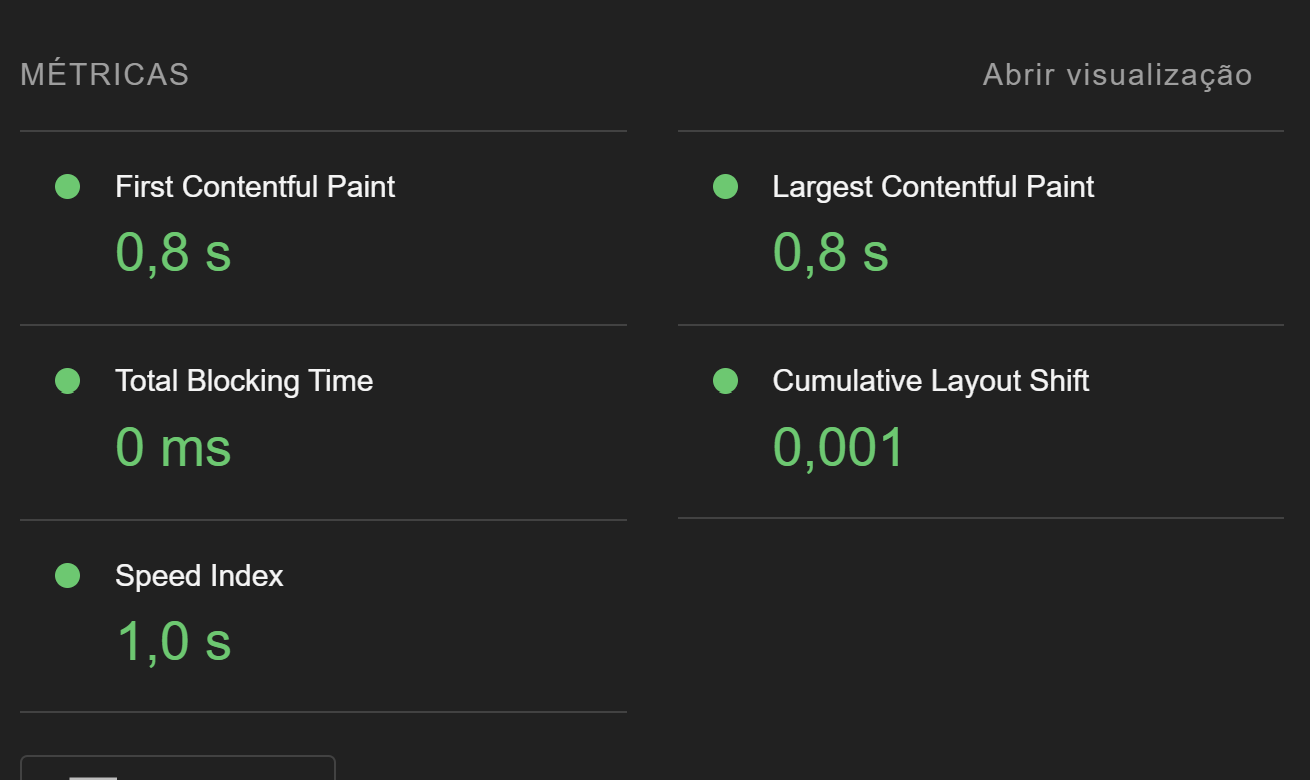 MÉTRICAS
Abrir visualização
First Contentful Paint
0,8 s
Largest Contentful Paint
0,8 s
Total Blocking Time
0 ms
Cumulative Layout Shift
0,001
Speed Index
1,0 s